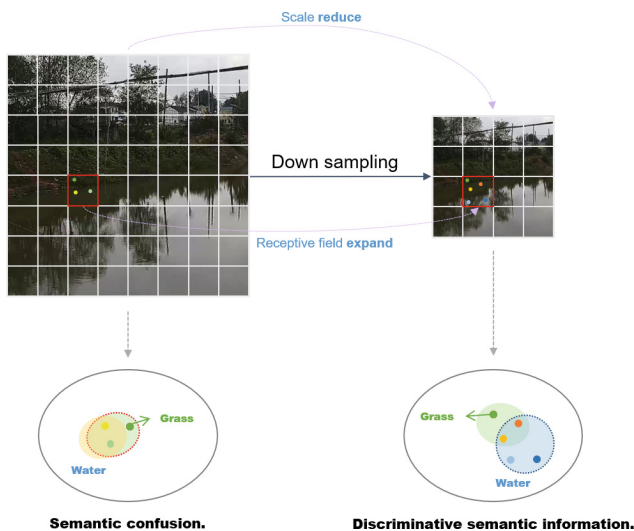 Scale reduce
Down sampling
Receptive field expand
Grass
Water
Grass
Water
Semantic confusion.
Discriminative semantic information.